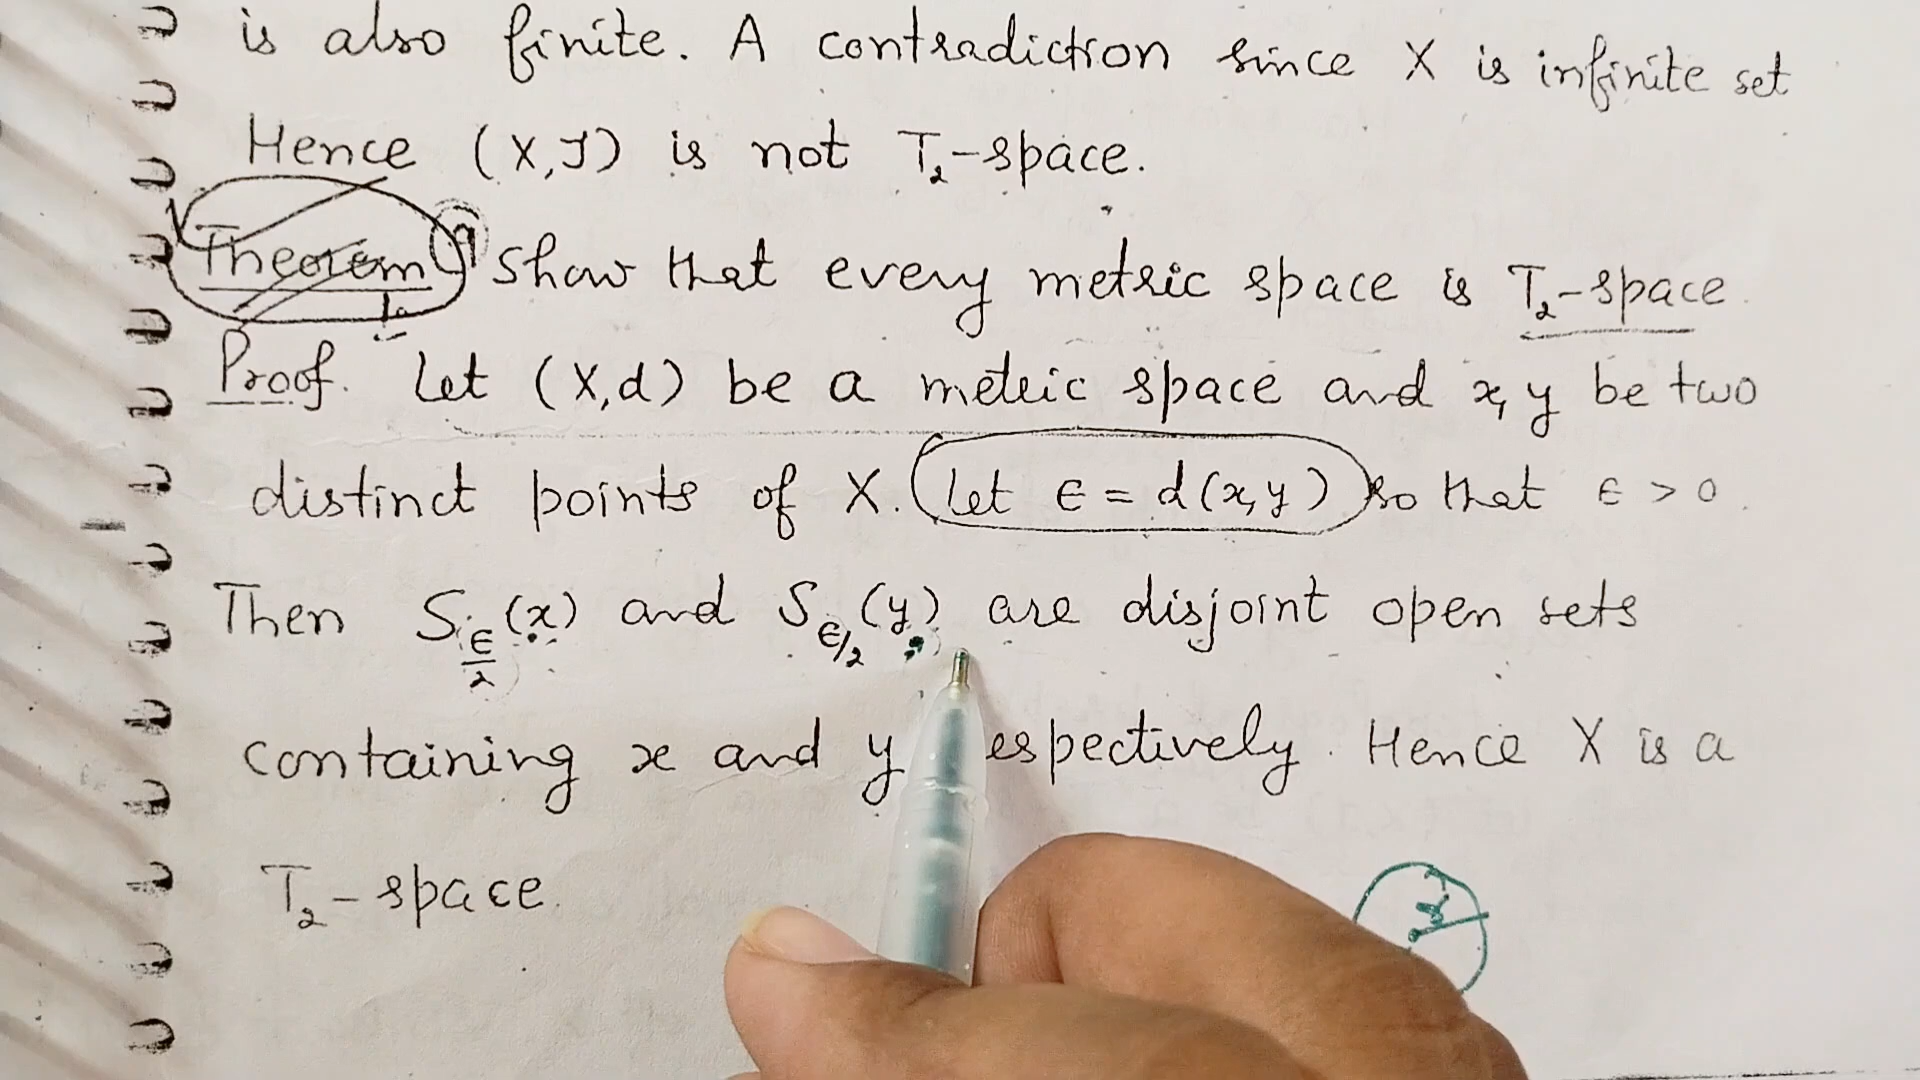 is also finite. A contradiction since X is infinite set
Hence (X,J) is not T₂-space.
Theorem 9 Show that every metric space is T₂-space.
Proof. Let (X,d) be a metric space and x, y be two
distinct points of X. Let ϵ = d(x,y) so that ϵ > 0.
Then S_{ϵ/2}(x) and S_{ϵ/2}(y) are disjoint open sets
containing x and y respectively. Hence X is a
T₂-space.